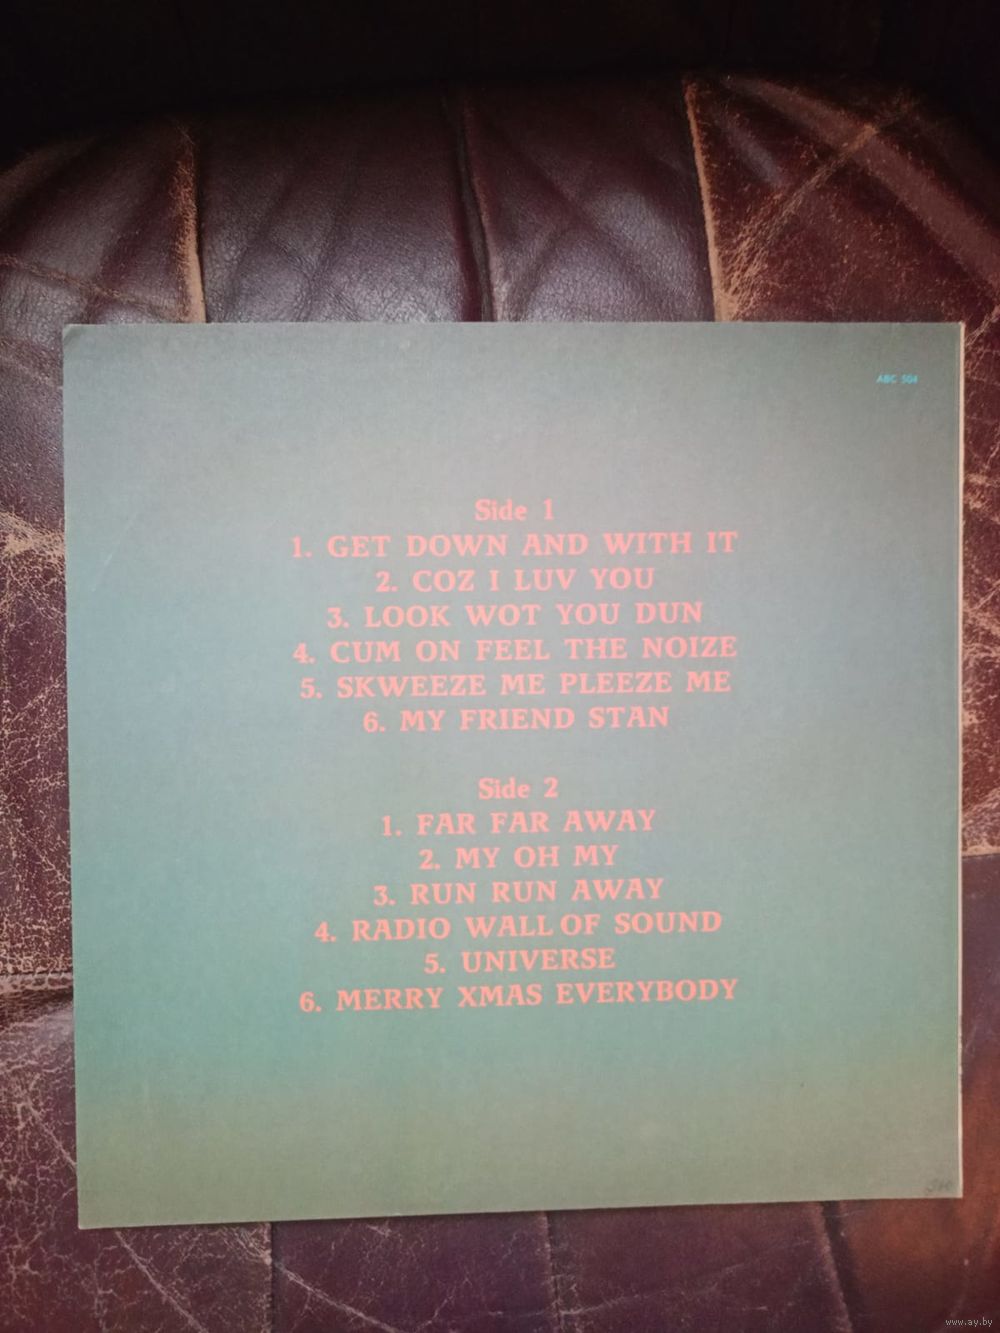 ABC 504
Side 1
1. GET DOWN AND WITH IT
2. COZ I LUV YOU
3. LOOK WOT YOU DUN
4. CUM ON FEEL THE NOIZE
5. SKWEEZE ME PLEEZE ME
6. MY FRIEND STAN
Side 2
1. FAR FAR AWAY
2. MY OH MY
3. RUN RUN AWAY
4. RADIO WALL OF SOUND
5. UNIVERSE
6. MERRY XMAS EVERYBODY
www.ay.by